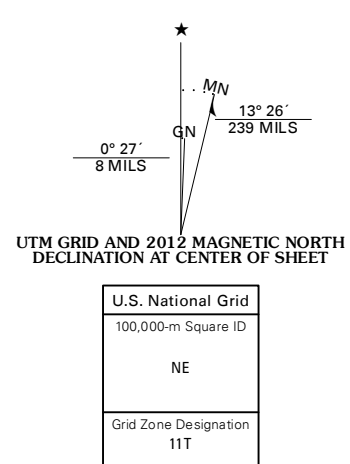 ★
MN
GN
13° 26´
239 MILS
0° 27´
8 MILS
UTM GRID AND 2012 MAGNETIC NORTH
DECLINATION AT CENTER OF SHEET
U.S. National Grid
100,000-m Square ID
NE
Grid Zone Designation
11T